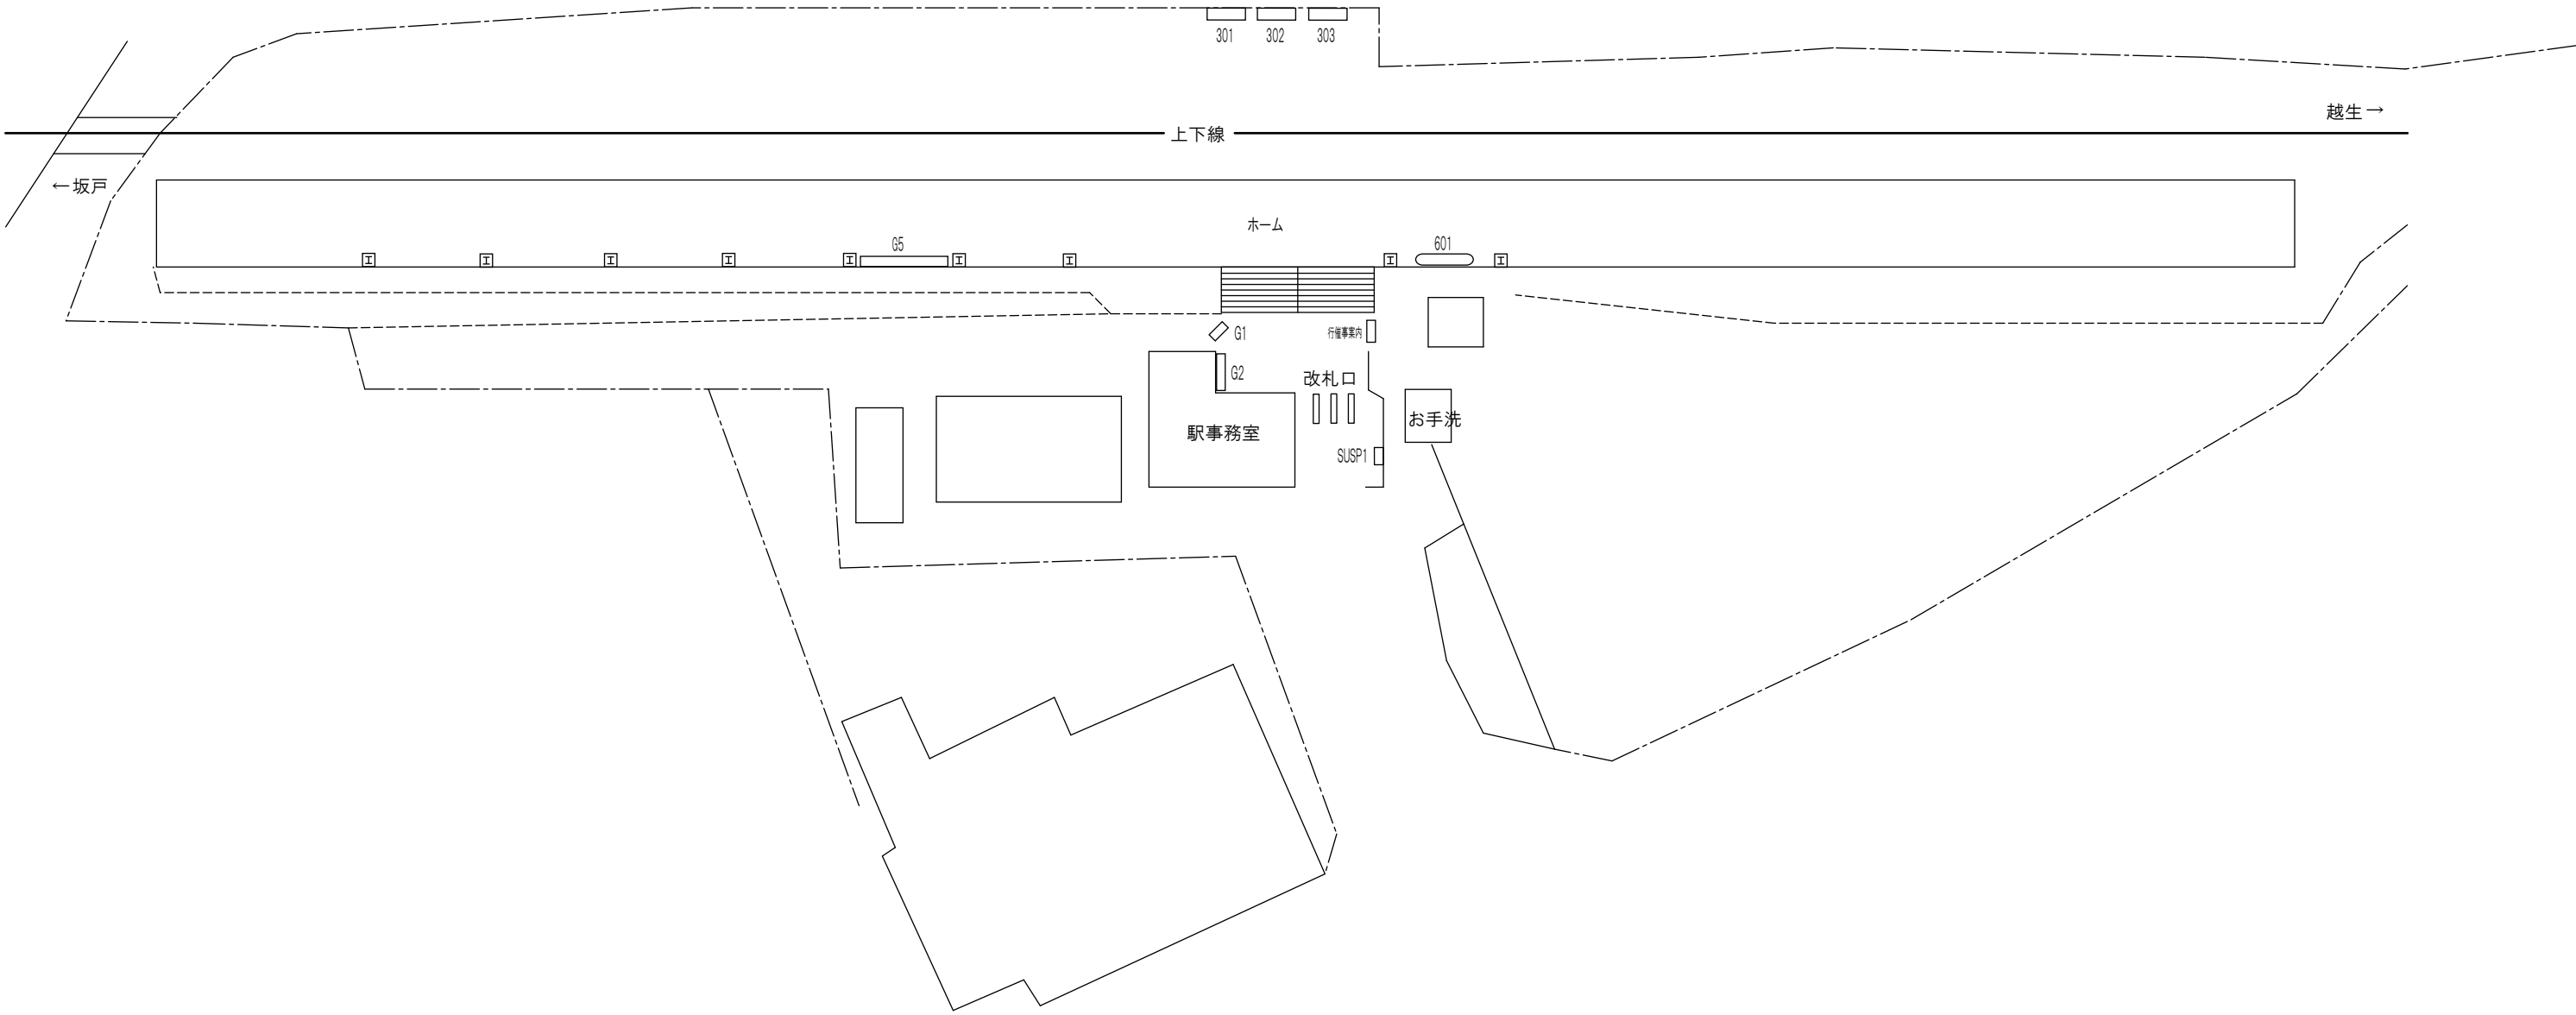 301 302 303
越生→
上下線
←坂戸
ホーム
G5
601
G1
行催事案内
G2
改札口
お手洗
駅事務室
SUSP1